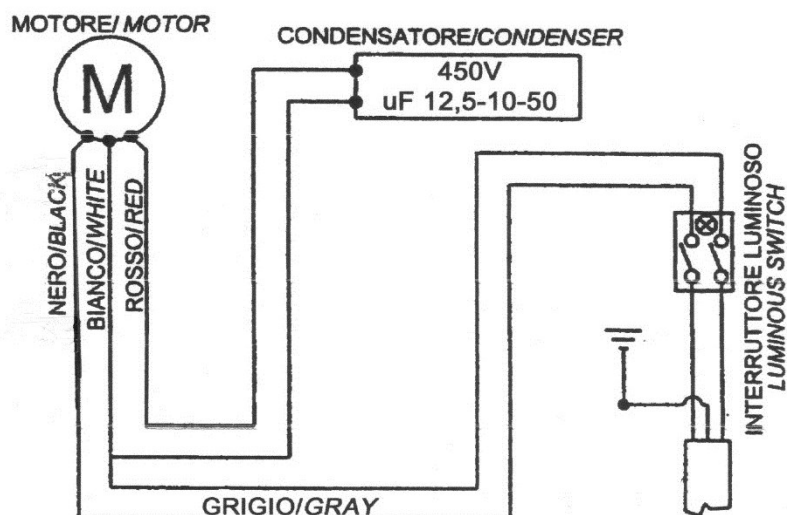 MOTORE/MOTOR
M
CONDENSATORE/CONDENSER
450V
uF 12,5-10-50
NERO/BLACK
BIANCO/WHITE
ROSSO/RED
INTERRUTTORE LUMINOSO
LUMINOUS SWITCH
GRIGIO/GRAY